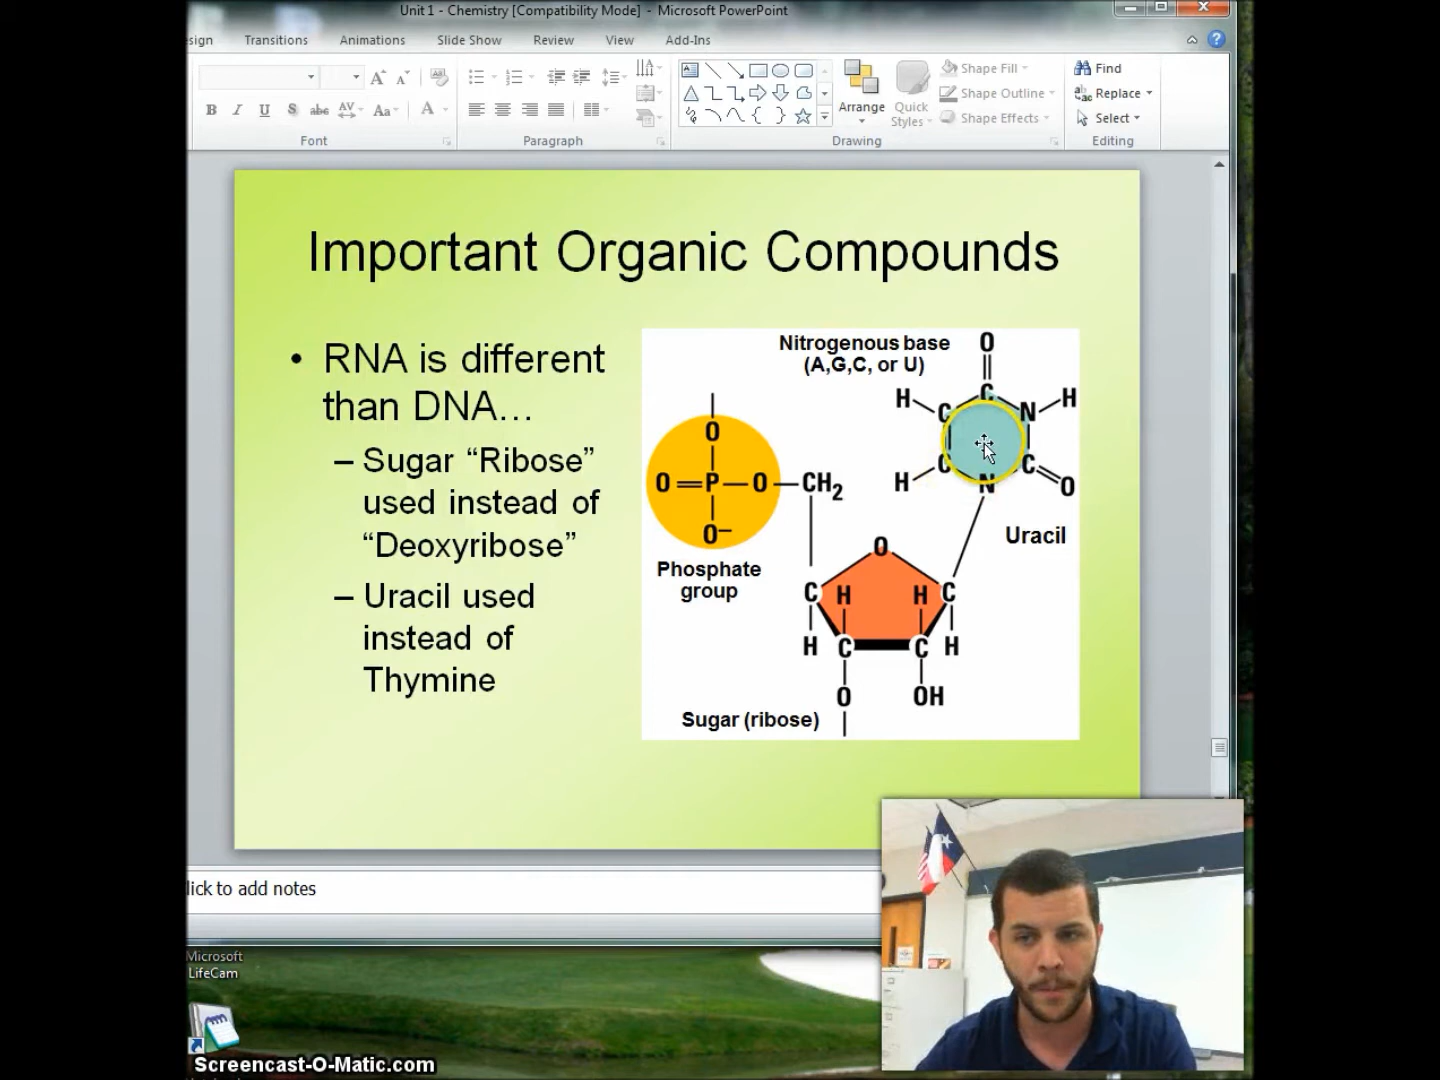 Unit 1 - Chemistry [Compatibility Mode] - Microsoft PowerPoint
sign Transitions Animations Slide Show Review View Add-Ins
Shape Fill
Find
Shape Outline
Replace
Arrange Quick Styles
Shape Effects
Select
B I U S abc AV Aa A
Font Paragraph Drawing Editing
Important Organic Compounds
• RNA is different
than DNA…
– Sugar “Ribose”
used instead of
“Deoxyribose”
– Uracil used
instead of
Thymine
Nitrogenous base
(A,G,C, or U)
O
H C C N H
H C N C O
Uracil
O
O=P—O—CH2
O–
Phosphate
group
O
C H H C
H C C H
O OH
Sugar (ribose)
lick to add notes
Microsoft
LifeCam
Screencast-O-Matic.com